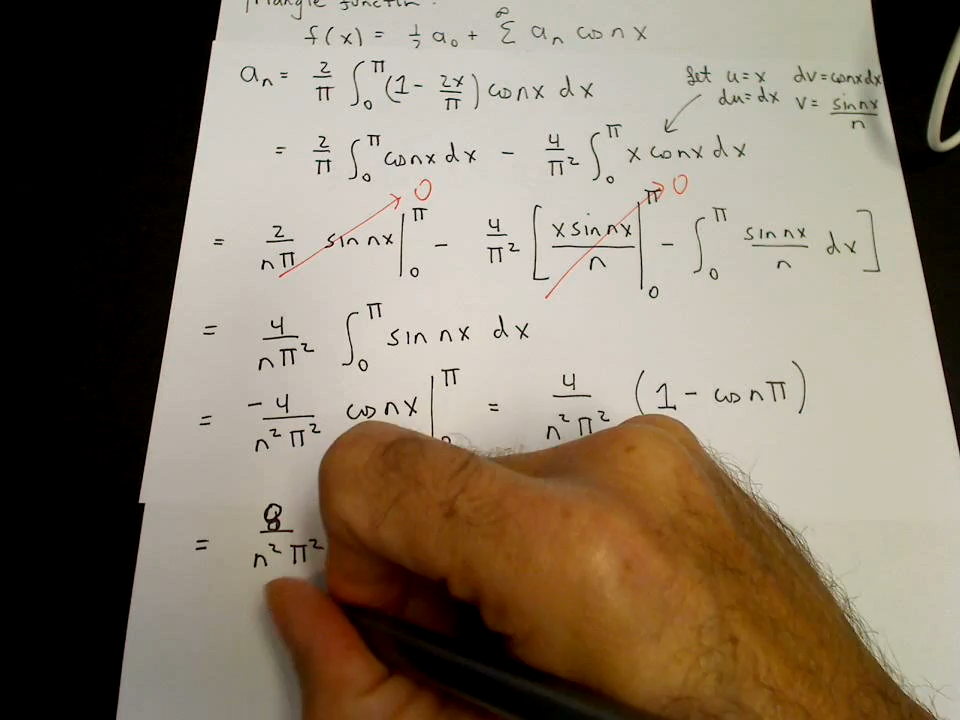 Triangle function
f(x) = ½ a₀ + Σ^∞ aₙ cos nx
aₙ = 2/π ∫₀^π (1 - 2x/π) cos nx dx
let u = x dv = cos nx dx
du = dx v = sin nx / n
= 2/π ∫₀^π cos nx dx - 4/π² ∫₀^π x cos nx dx
0 0
= 2/nπ sin nx |₀^π - 4/π² [ x sin nx / n |₀^π - ∫₀^π sin nx / n dx ]
= 4/nπ² ∫₀^π sin nx dx
= -4/n²π² cos nx |₀^π = 4/n²π² (1 - cos nπ)
= 8/n²π²